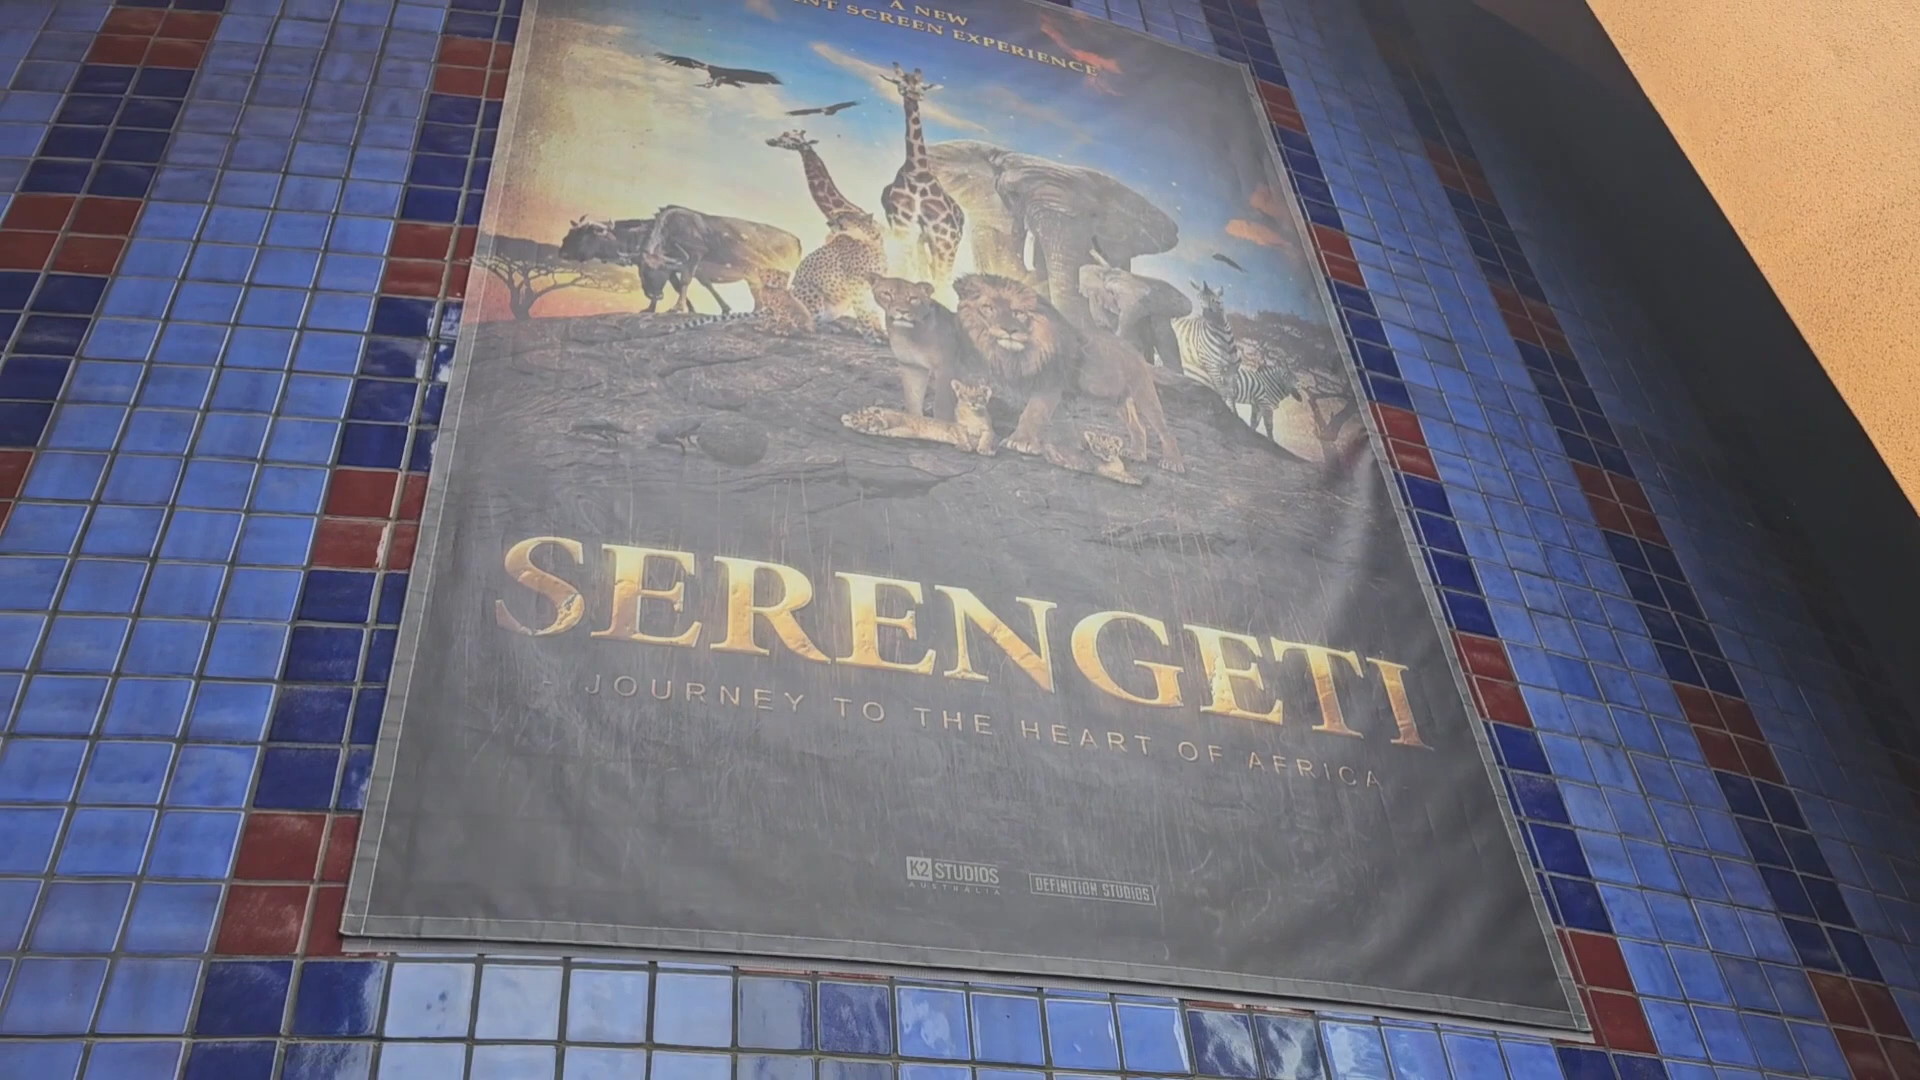 A NEW
SCREEN EXPERIENCE
SERENGETI
- JOURNEY TO THE HEART OF AFRICA
K2 STUDIOS
AUSTRALIA
DEFINITION STUDIOS